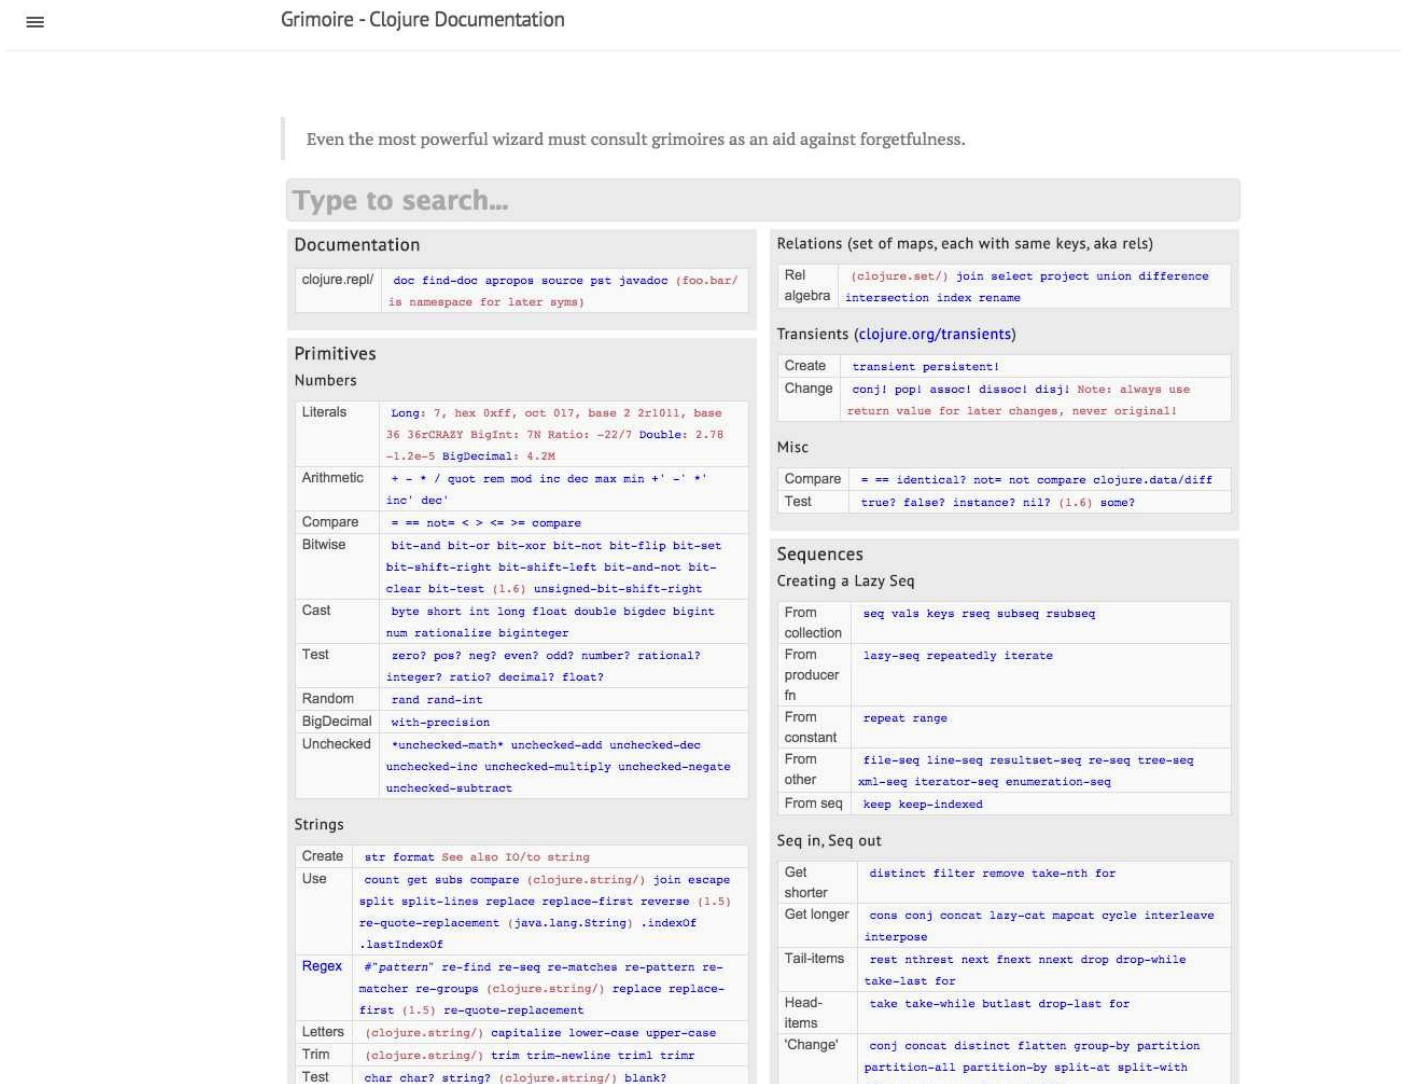 Grimoire - Clojure Documentation
Even the most powerful wizard must consult grimoires as an aid against forgetfulness.
Type to search...
Documentation
clojure.repl/ doc find-doc apropos source pst javadoc (foo.bar/
is namespace for later syms)
Primitives
Numbers
Literals Long: 7, hex 0xff, oct 017, base 2 2r1011, base
36 36rCRAZY BigInt: 7N Ratio: -22/7 Double: 2.78
-1.2e-5 BigDecimal: 4.2M
Arithmetic + - * / quot rem mod inc dec max min +' -' *'
inc' dec'
Compare = == not= < > <= >= compare
Bitwise bit-and bit-or bit-xor bit-not bit-flip bit-set
bit-shift-right bit-shift-left bit-and-not bit-
clear bit-test (1.6) unsigned-bit-shift-right
Cast byte short int long float double bigdec bigint
num rationalize biginteger
Test zero? pos? neg? even? odd? number? rational?
integer? ratio? decimal? float?
Random rand rand-int
BigDecimal with-precision
Unchecked *unchecked-math* unchecked-add unchecked-dec
unchecked-inc unchecked-multiply unchecked-negate
unchecked-subtract
Strings
Create str format See also IO/to string
Use count get subs compare (clojure.string/) join escape
split split-lines replace replace-first reverse (1.5)
re-quote-replacement (java.lang.String) .indexOf
.lastIndexOf
Regex #"pattern" re-find re-seq re-matches re-pattern re-
matcher re-groups (clojure.string/) replace replace-
first (1.5) re-quote-replacement
Letters (clojure.string/) capitalize lower-case upper-case
Trim (clojure.string/) trim trim-newline triml trimr
Test char char? string? (clojure.string/) blank?
Relations (set of maps, each with same keys, aka rels)
Rel (clojure.set/) join select project union difference
algebra intersection index rename
Transients (clojure.org/transients)
Create transient persistent!
Change conj! pop! assoc! dissoc! disj! Note: always use
return value for later changes, never original!
Misc
Compare = == identical? not= not compare clojure.data/diff
Test true? false? instance? nil? (1.6) some?
Sequences
Creating a Lazy Seq
From seq vals keys rseq subseq rsubseq
collection
From lazy-seq repeatedly iterate
producer
fn
From repeat range
constant
From file-seq line-seq resultset-seq re-seq tree-seq
other xml-seq iterator-seq enumeration-seq
From seq keep keep-indexed
Seq in, Seq out
Get distinct filter remove take-nth for
shorter
Get longer cons conj concat lazy-cat mapcat cycle interleave
interpose
Tail-items rest nthrest next fnext nnext drop drop-while
take-last for
Head- take take-while butlast drop-last for
items
'Change' conj concat distinct flatten group-by partition
partition-all partition-by split-at split-with